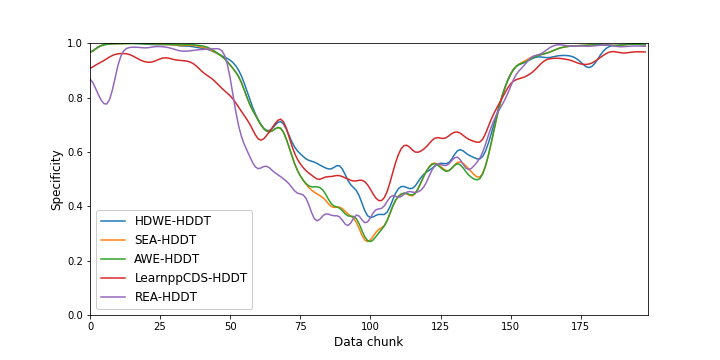 1.0
0.8
0.6
0.4
0.2
0.0
Specificity
HDWE-HDDT
SEA-HDDT
AWE-HDDT
LearnppCDS-HDDT
REA-HDDT
0 25 50 75 100 125 150 175
Data chunk